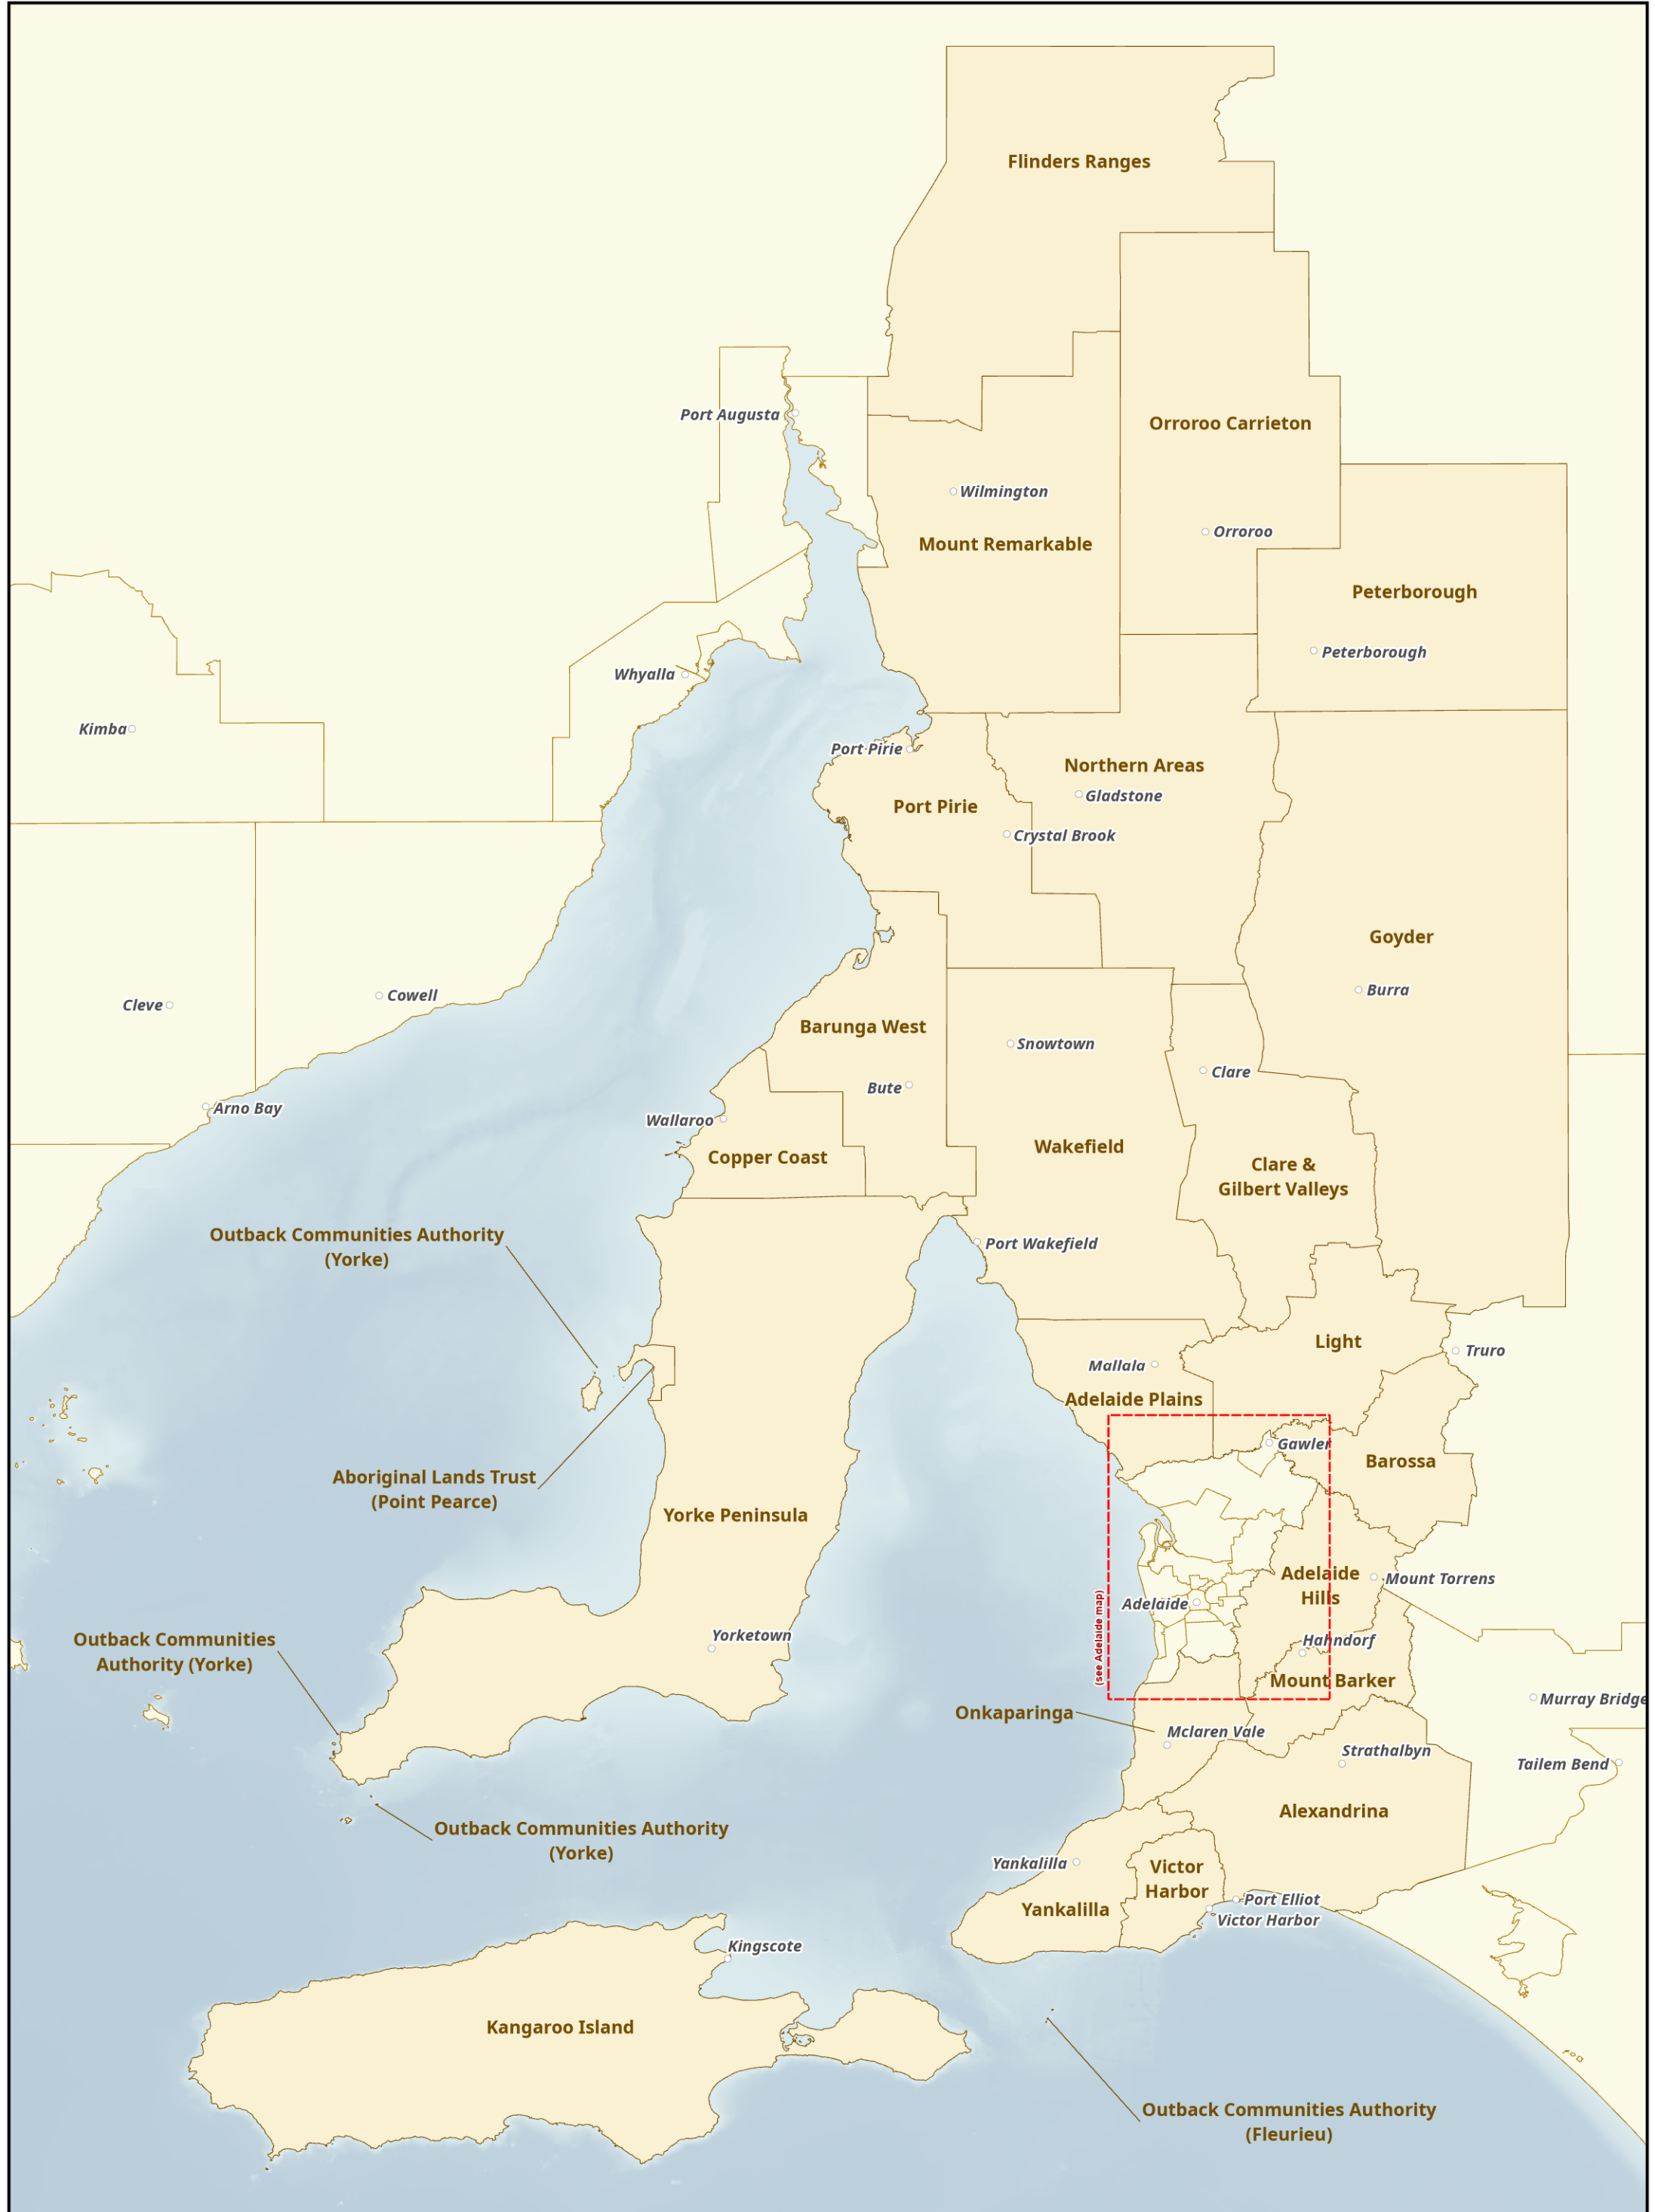 Flinders Ranges
Port Augusta
Orroroo Carrieton
Wilmington
Orroroo
Mount Remarkable
Peterborough
Peterborough
Whyalla
Kimba
Port Pirie
Northern Areas
Gladstone
Port Pirie
Crystal Brook
Goyder
Burra
Cowell
Cleve
Barunga West
Snowtown
Clare
Bute
Arno Bay
Wallaroo
Wakefield
Copper Coast
Clare &
Gilbert Valleys
Outback Communities Authority
(Yorke)
Port Wakefield
Light
Truro
Mallala
Adelaide Plains
Gawler
Barossa
Aboriginal Lands Trust
(Point Pearce)
Yorke Peninsula
Adelaide
Hills
Mount Torrens
Adelaide
(see Adelaide map)
Yorketown
Hahndorf
Outback Communities
Authority (Yorke)
Mount Barker
Murray Bridge
Onkaparinga
Mclaren Vale
Strathalbyn
Tailem Bend
Alexandrina
Outback Communities Authority
(Yorke)
Yankalilla
Victor
Harbor
Port Elliot
Yankalilla
Victor Harbor
Kingscote
Kangaroo Island
Outback Communities Authority
(Fleurieu)